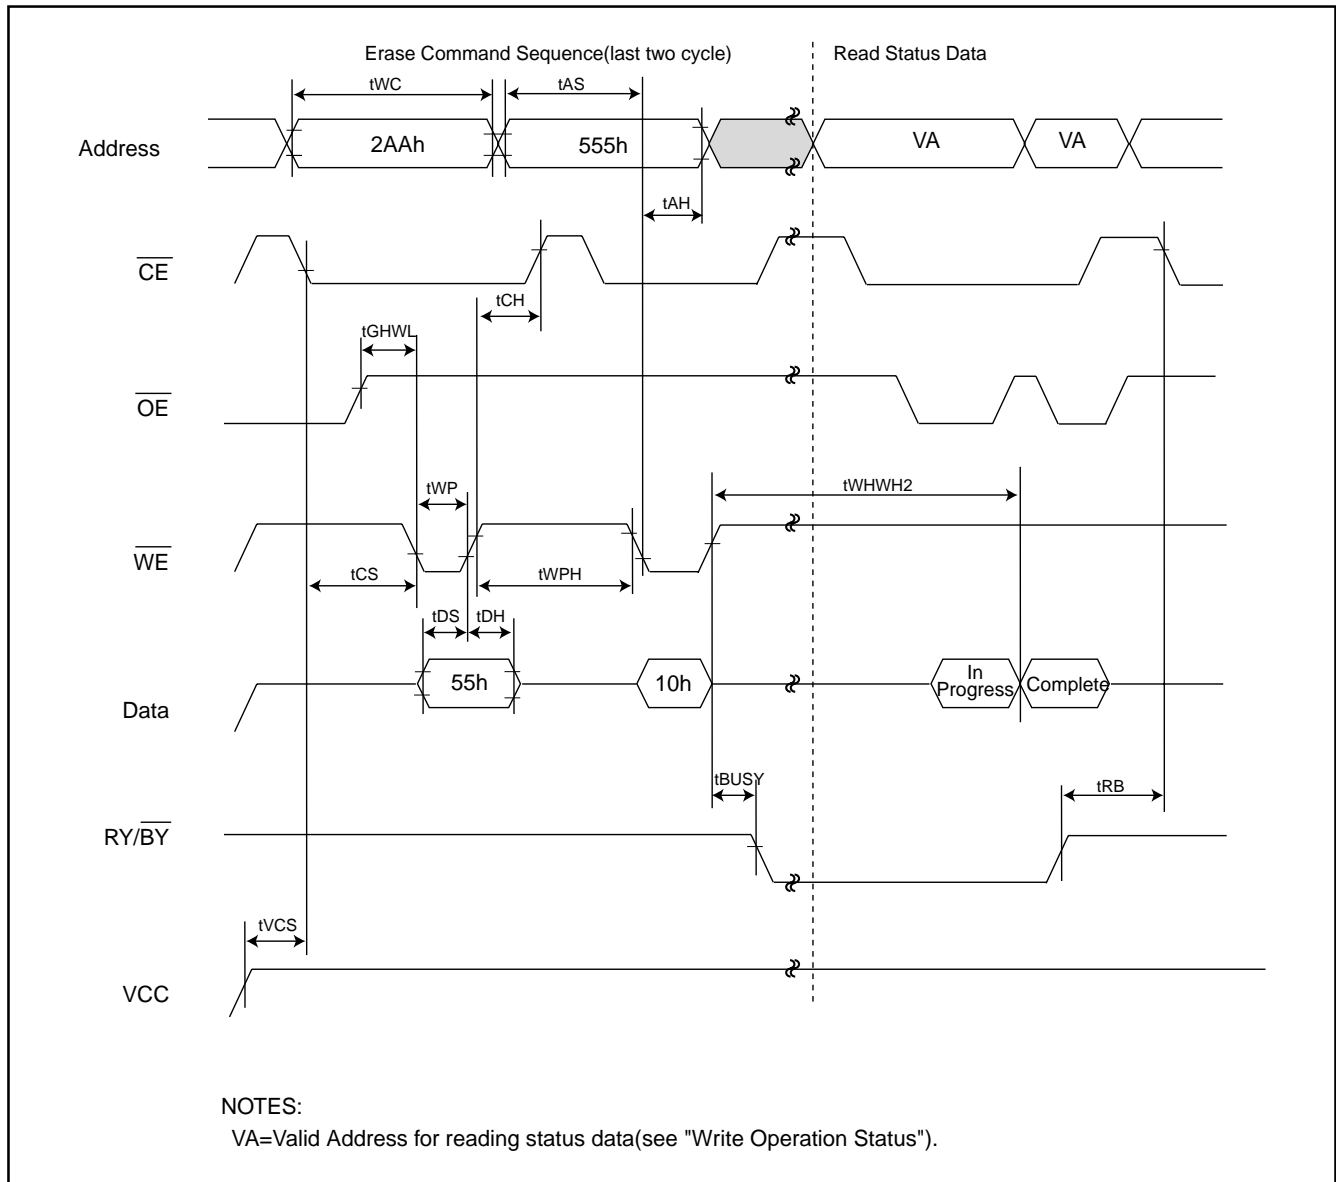 Erase Command Sequence(last two cycle)
Read Status Data
tWC
tAS
Address
2AAh
555h
VA
VA
tAH
CE
tCH
tGHWL
OE
tWP
tWHWH2
WE
tCS
tWPH
tDS
tDH
Data
55h
10h
In
Progress
Complete
tBUSY
tRB
RY/BY
tVCS
VCC
NOTES:
VA=Valid Address for reading status data(see "Write Operation Status").